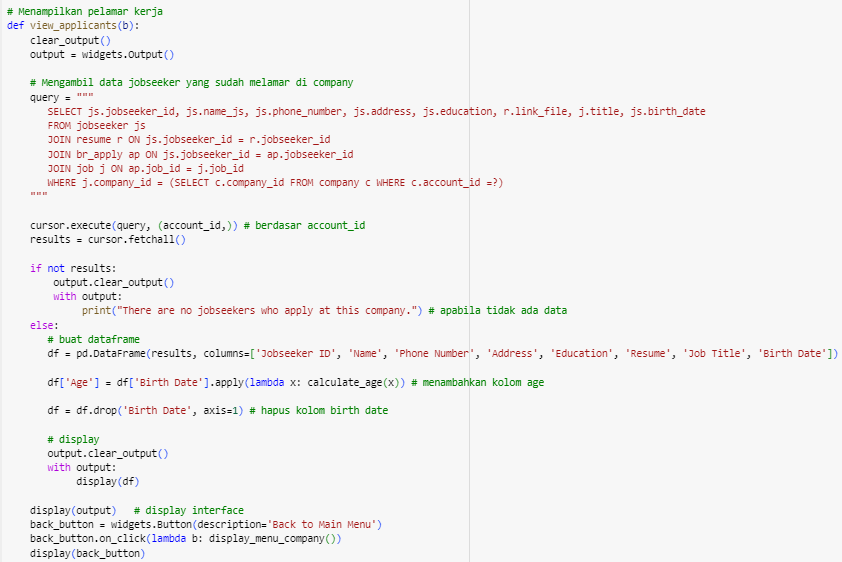 # Menampilkan pelamar kerja
def view_applicants(b):
    clear_output()
    output = widgets.Output()

    # Mengambil data jobseeker yang sudah melamar di company
    query = """
       SELECT js.jobseeker_id, js.name_js, js.phone_number, js.address, js.education, r.link_file, j.title, js.birth_date
       FROM jobseeker js
       JOIN resume r ON js.jobseeker_id = r.jobseeker_id
       JOIN br_apply ap ON js.jobseeker_id = ap.jobseeker_id
       JOIN job j ON ap.job_id = j.job_id
       WHERE j.company_id = (SELECT c.company_id FROM company c WHERE c.account_id =?)
    """

    cursor.execute(query, (account_id,)) # berdasar account_id
    results = cursor.fetchall()

    if not results:
        output.clear_output()
        with output:
             print("There are no jobseekers who apply at this company.") # apabila tidak ada data
    else:
       # buat dataframe
       df = pd.DataFrame(results, columns=['Jobseeker ID', 'Name', 'Phone Number', 'Address', 'Education', 'Resume', 'Job Title', 'Birth Date'])

       df['Age'] = df['Birth Date'].apply(lambda x: calculate_age(x)) # menambahkan kolom age

       df = df.drop('Birth Date', axis=1) # hapus kolom birth date

       # display
       output.clear_output()
       with output:
            display(df)

    display(output)   # display interface
    back_button = widgets.Button(description='Back to Main Menu')
    back_button.on_click(lambda b: display_menu_company())
    display(back_button)